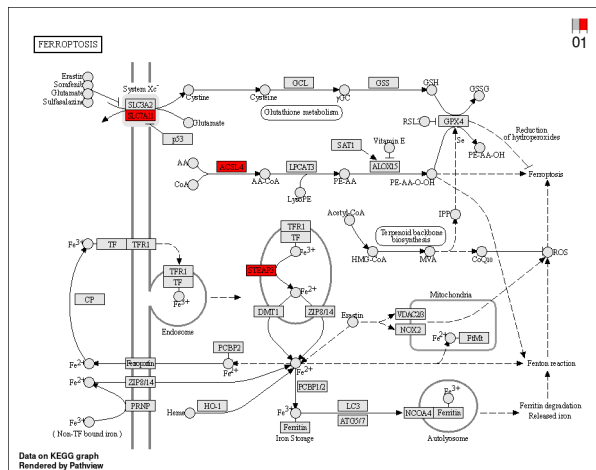 01
FERROPTOSIS
Erastin
Sorafenib
Glutamate
Sulfasalazine
System Xc-
SLC3A2
SLC7A11
p53
Cystine
Glutamate
Cysteine
GCL
γGC
GSS
GSH
GSSG
Glutathione metabolism
RSL3
GPX4
Se
PE-AA-OH
Reduction
of hydroperoxides
AA
CoA
ACSL4
AA-CoA
LPCAT3
LysoPE
PE-AA
SAT1
Vitamin E
ALOX15
PE-AA-O-OH
Ferroptosis
Acetyl-CoA
HM3-CoA
Terpenoid backbone
biosynthesis
MVA
IPP
CoQ10
ROS
Fe3+
TF
TFR1
TFR1
TF
Fe3+
Endosome
TFR1
TF
Fe3+
STEAP3
Fe2+
DMT1
ZIP8/14
CP
Erastin
Mitochondria
VDAC2/3
NOX2
Fe2+
FtMt
Fe2+
Ferroportin
Fe2+
PCBP2
Fe2+
Fenton reaction
Fe2+
ZIP8/14
PRNP
Fe3+
( Non-TF bound iron )
Heme
HO-1
PCBP1/2
Fe3+
Ferritin
Iron Storage
LC3
ATG5/7
NCOA4
Fe3+
Ferritin
Autolyosome
Ferritin degradation
Released iron
Data on KEGG graph
Rendered by Pathview